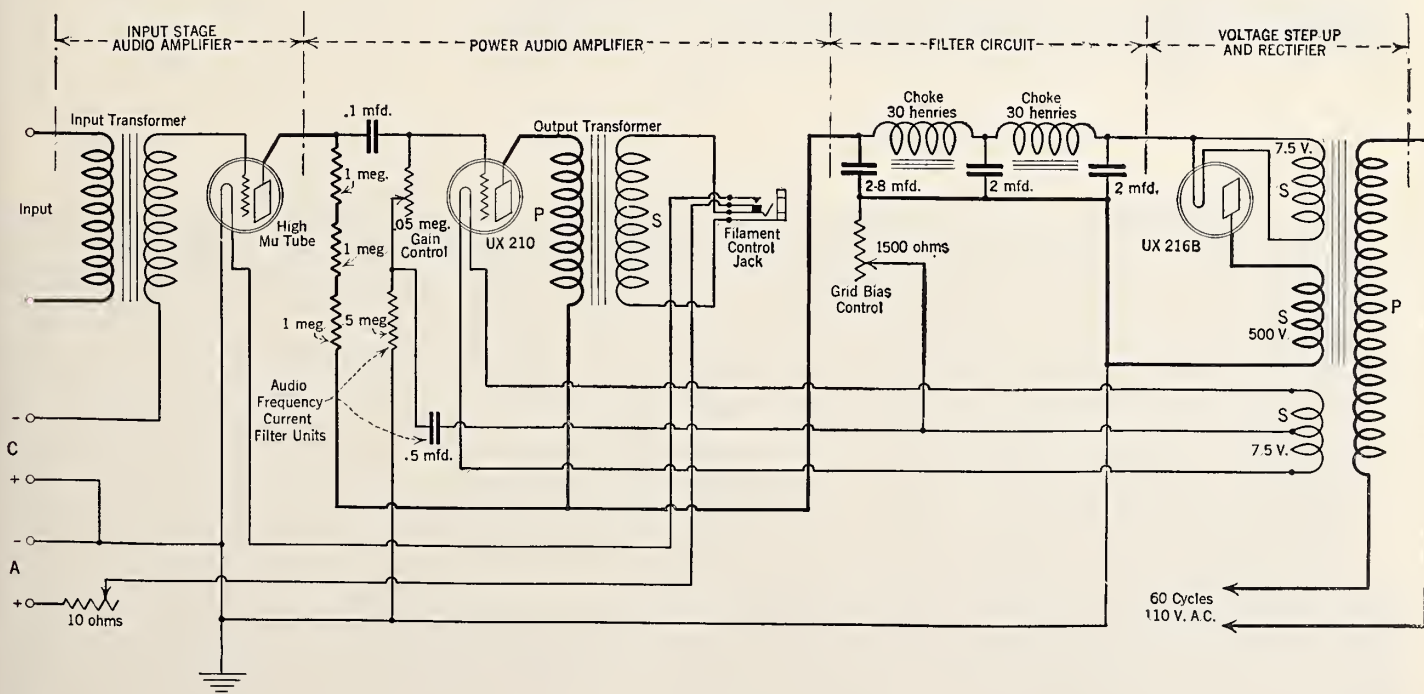 INPUT STAGE
AUDIO AMPLIFIER
POWER AUDIO AMPLIFIER
FILTER CIRCUIT
VOLTAGE STEP UP
AND RECTIFIER
Input Transformer
.1 mfd.
Output Transformer
Choke
30 henries
Choke
30 henries
7.5 V.
S
Input
1 meg.
High
Mu Tube
.05 meg.
Gain
Control
UX 210
P
S
Filament
Control
Jack
2-8 mfd.
2 mfd.
2 mfd.
UX 216B
1 meg.
1500 ohms
Grid Bias
Control
S
500 V.
P
1 meg.
5 meg.
Audio
Frequency
Current
Filter Units
.5 mfd.
S
7.5 V.
-
C
+
-
A
+
10 ohms
60 Cycles
110 V. A.C.